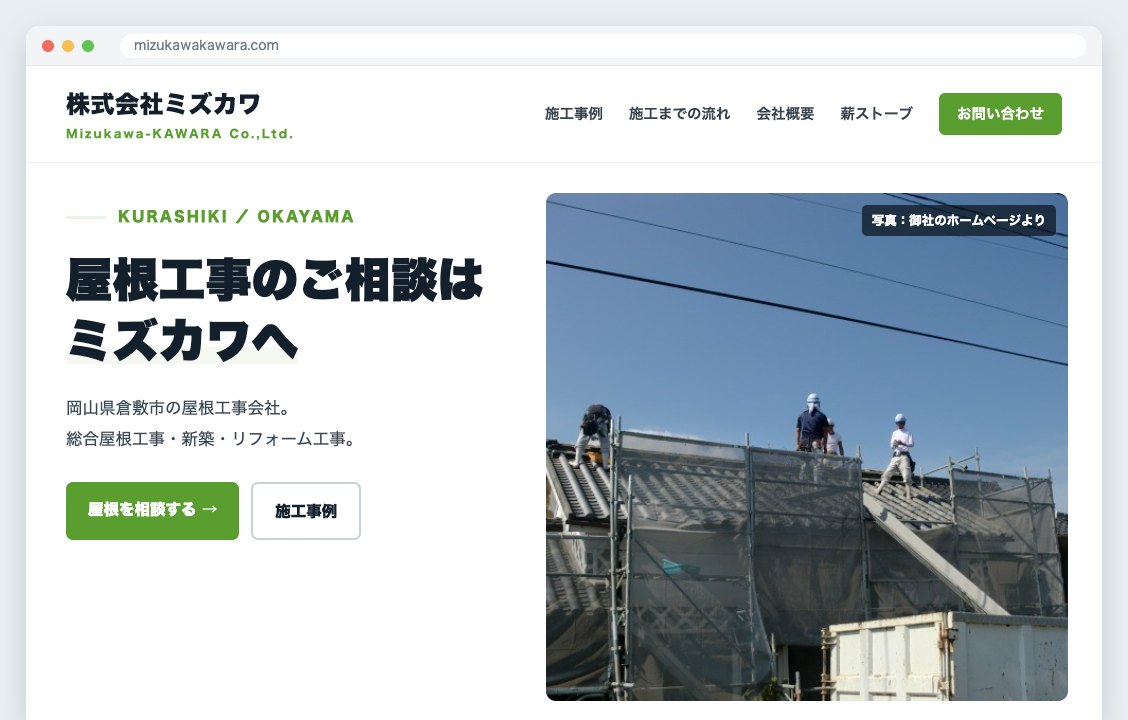 mizukawakawara.com
株式会社ミズカワ
Mizukawa-KAWARA Co.,Ltd.
施工事例 施工までの流れ 会社概要 薪ストーブ お問い合わせ
KURASHIKI ／ OKAYAMA
屋根工事のご相談は
ミズカワへ
岡山県倉敷市の屋根工事会社。
総合屋根工事・新築・リフォーム工事。
屋根を相談する → 施工事例
写真：御社のホームページより